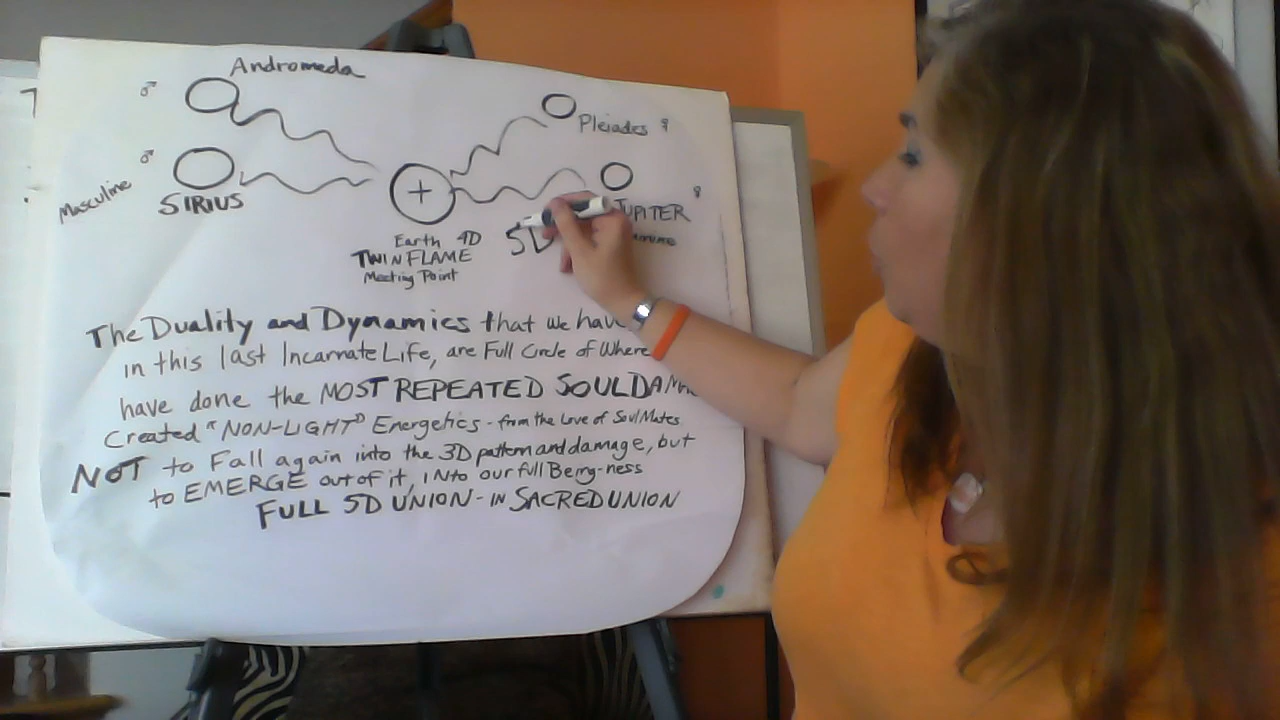 Andromeda
♂
Pleiades ♀
♂
Masculine
SIRIUS
JUPITER ♀
Earth 4D
5D
TWIN FLAME
Meeting Point
The Duality and Dynamics that we have
in this last Incarnate Life, are Full Circle of Where
have done the MOST REPEATED SOUL DAMA
Created "NON-LIGHT" Energetics - from the Love of Soul Mates
NOT to Fall again into the 3D pattern and damage, but
to EMERGE out of it, INto our full Being-ness
FULL 5D UNION - IN SACRED UNION